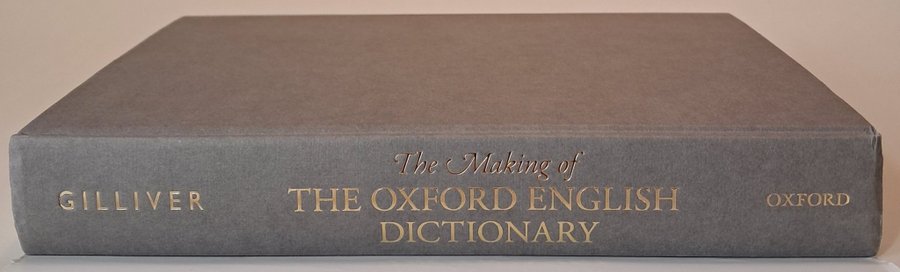 GILLIVER
The Making of
THE OXFORD ENGLISH
DICTIONARY
OXFORD